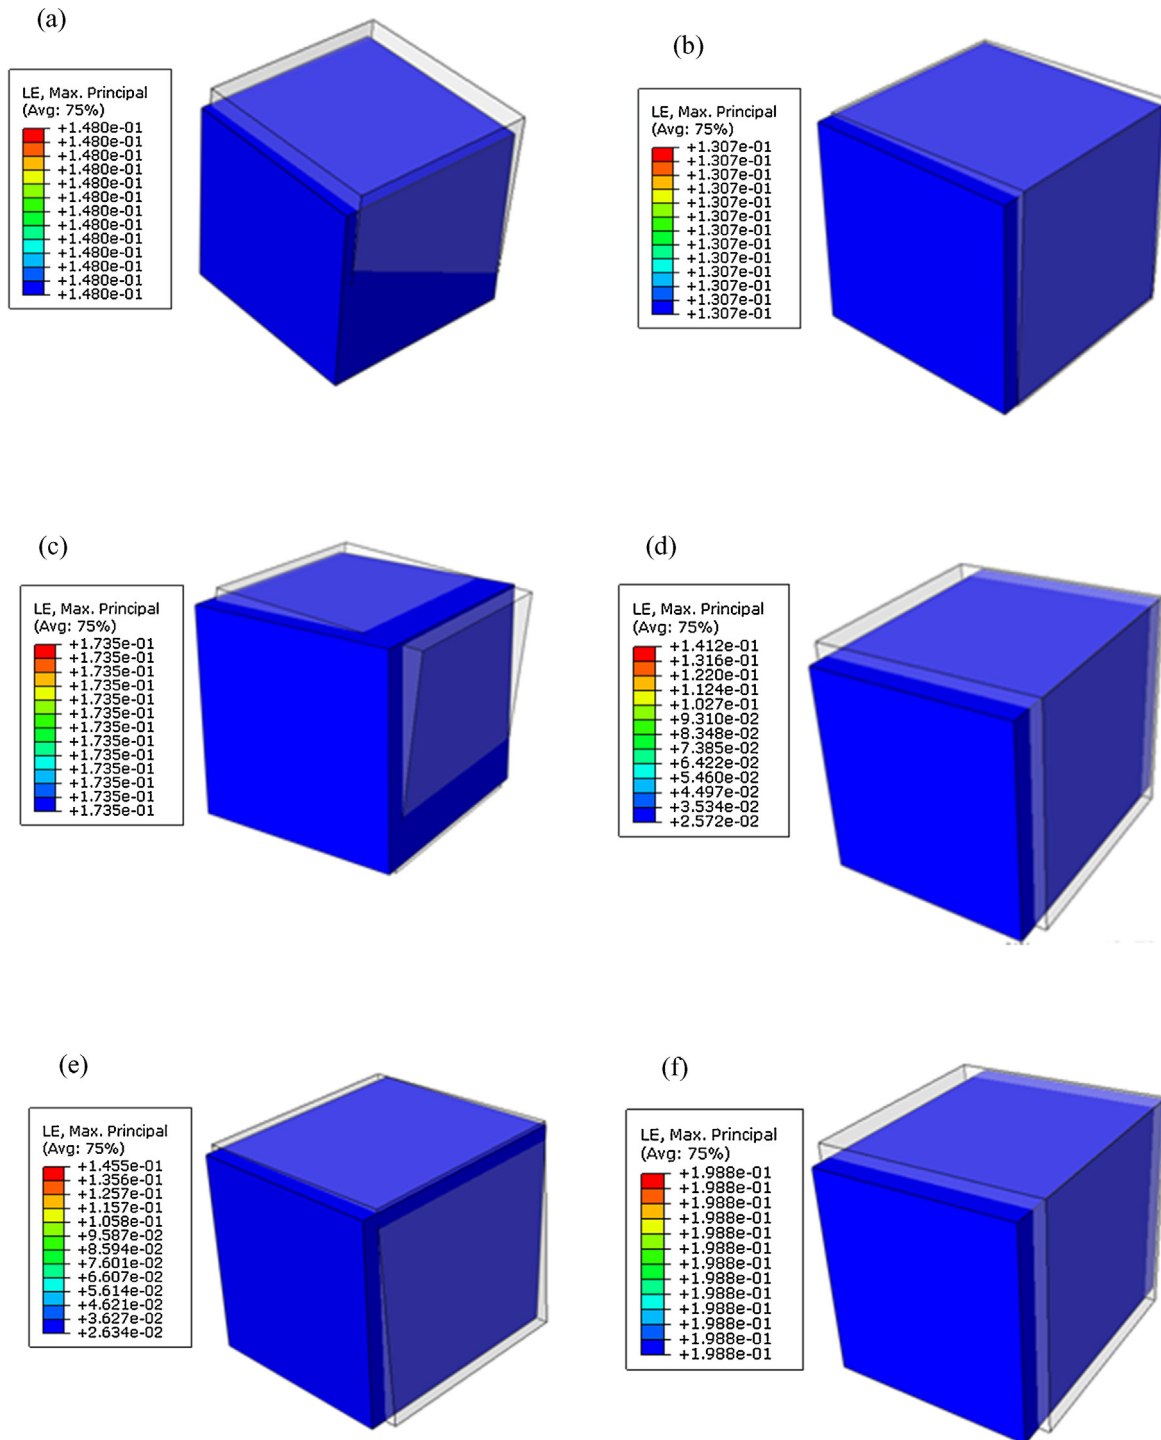 (a)
LE, Max. Principal
(Avg: 75%)
+1.480e-01
+1.480e-01
+1.480e-01
+1.480e-01
+1.480e-01
+1.480e-01
+1.480e-01
+1.480e-01
+1.480e-01
+1.480e-01
+1.480e-01
+1.480e-01
+1.480e-01
(b)
LE, Max. Principal
(Avg: 75%)
+1.307e-01
+1.307e-01
+1.307e-01
+1.307e-01
+1.307e-01
+1.307e-01
+1.307e-01
+1.307e-01
+1.307e-01
+1.307e-01
+1.307e-01
+1.307e-01
+1.307e-01
(c)
LE, Max. Principal
(Avg: 75%)
+1.735e-01
+1.735e-01
+1.735e-01
+1.735e-01
+1.735e-01
+1.735e-01
+1.735e-01
+1.735e-01
+1.735e-01
+1.735e-01
+1.735e-01
+1.735e-01
+1.735e-01
(d)
LE, Max. Principal
(Avg: 75%)
+1.412e-01
+1.316e-01
+1.220e-01
+1.124e-01
+1.027e-01
+9.310e-02
+8.348e-02
+7.385e-02
+6.422e-02
+5.460e-02
+4.497e-02
+3.534e-02
+2.572e-02
(e)
LE, Max. Principal
(Avg: 75%)
+1.455e-01
+1.356e-01
+1.257e-01
+1.157e-01
+1.058e-01
+9.587e-02
+8.594e-02
+7.601e-02
+6.607e-02
+5.614e-02
+4.621e-02
+3.627e-02
+2.634e-02
(f)
LE, Max. Principal
(Avg: 75%)
+1.988e-01
+1.988e-01
+1.988e-01
+1.988e-01
+1.988e-01
+1.988e-01
+1.988e-01
+1.988e-01
+1.988e-01
+1.988e-01
+1.988e-01
+1.988e-01
+1.988e-01